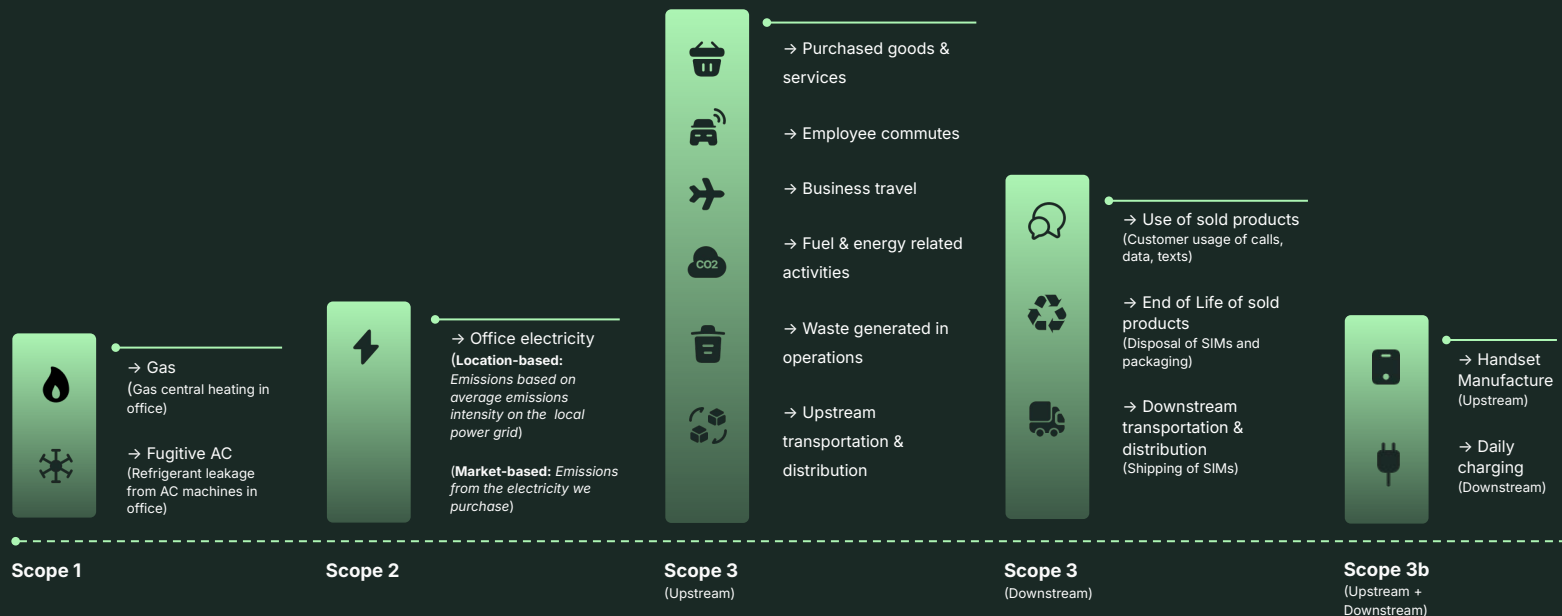 → Gas
(Gas central heating in
office)
→ Fugitive AC
(Refrigerant leakage
from AC machines in
office)
Scope 1
→ Office electricity
(Location-based:
Emissions based on
average emissions
intensity on the local
power grid)
(Market-based: Emissions
from the electricity we
purchase)
Scope 2
→ Purchased goods &
services
→ Employee commutes
→ Business travel
CO2
→ Fuel & energy related
activities
→ Waste generated in
operations
→ Upstream
transportation &
distribution
Scope 3
(Upstream)
→ Use of sold products
(Customer usage of calls,
data, texts)
→ End of Life of sold
products
(Disposal of SIMs and
packaging)
→ Downstream
transportation &
distribution
(Shipping of SIMs)
Scope 3
(Downstream)
→ Handset
Manufacture
(Upstream)
→ Daily
charging
(Downstream)
Scope 3b
(Upstream +
Downstream)